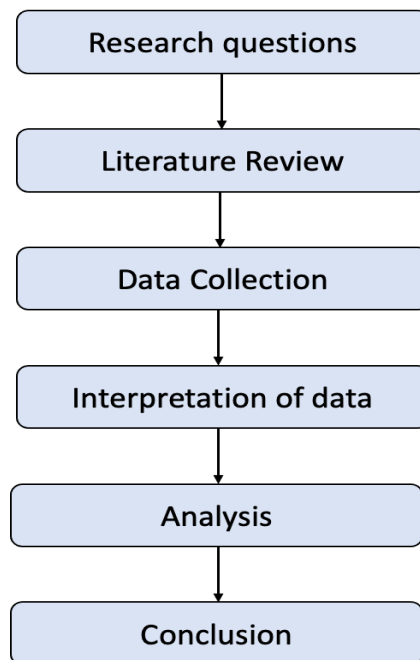 Research questions
Literature Review
Data Collection
Interpretation of data
Analysis
Conclusion